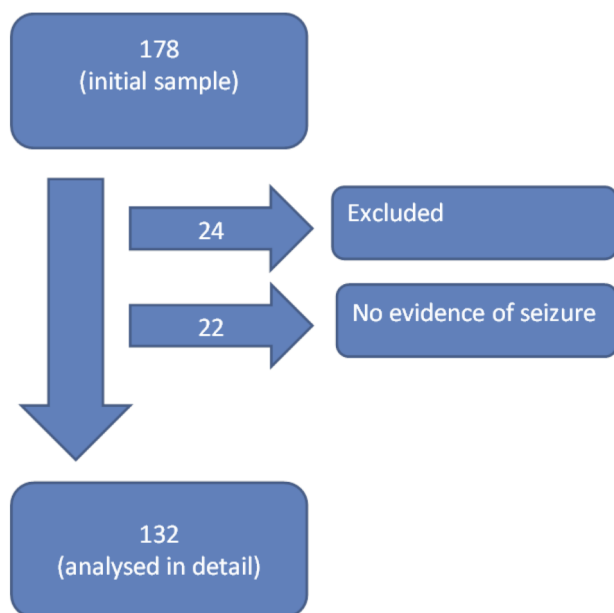 178
(initial sample)
24
Excluded
22
No evidence of seizure
132
(analysed in detail)